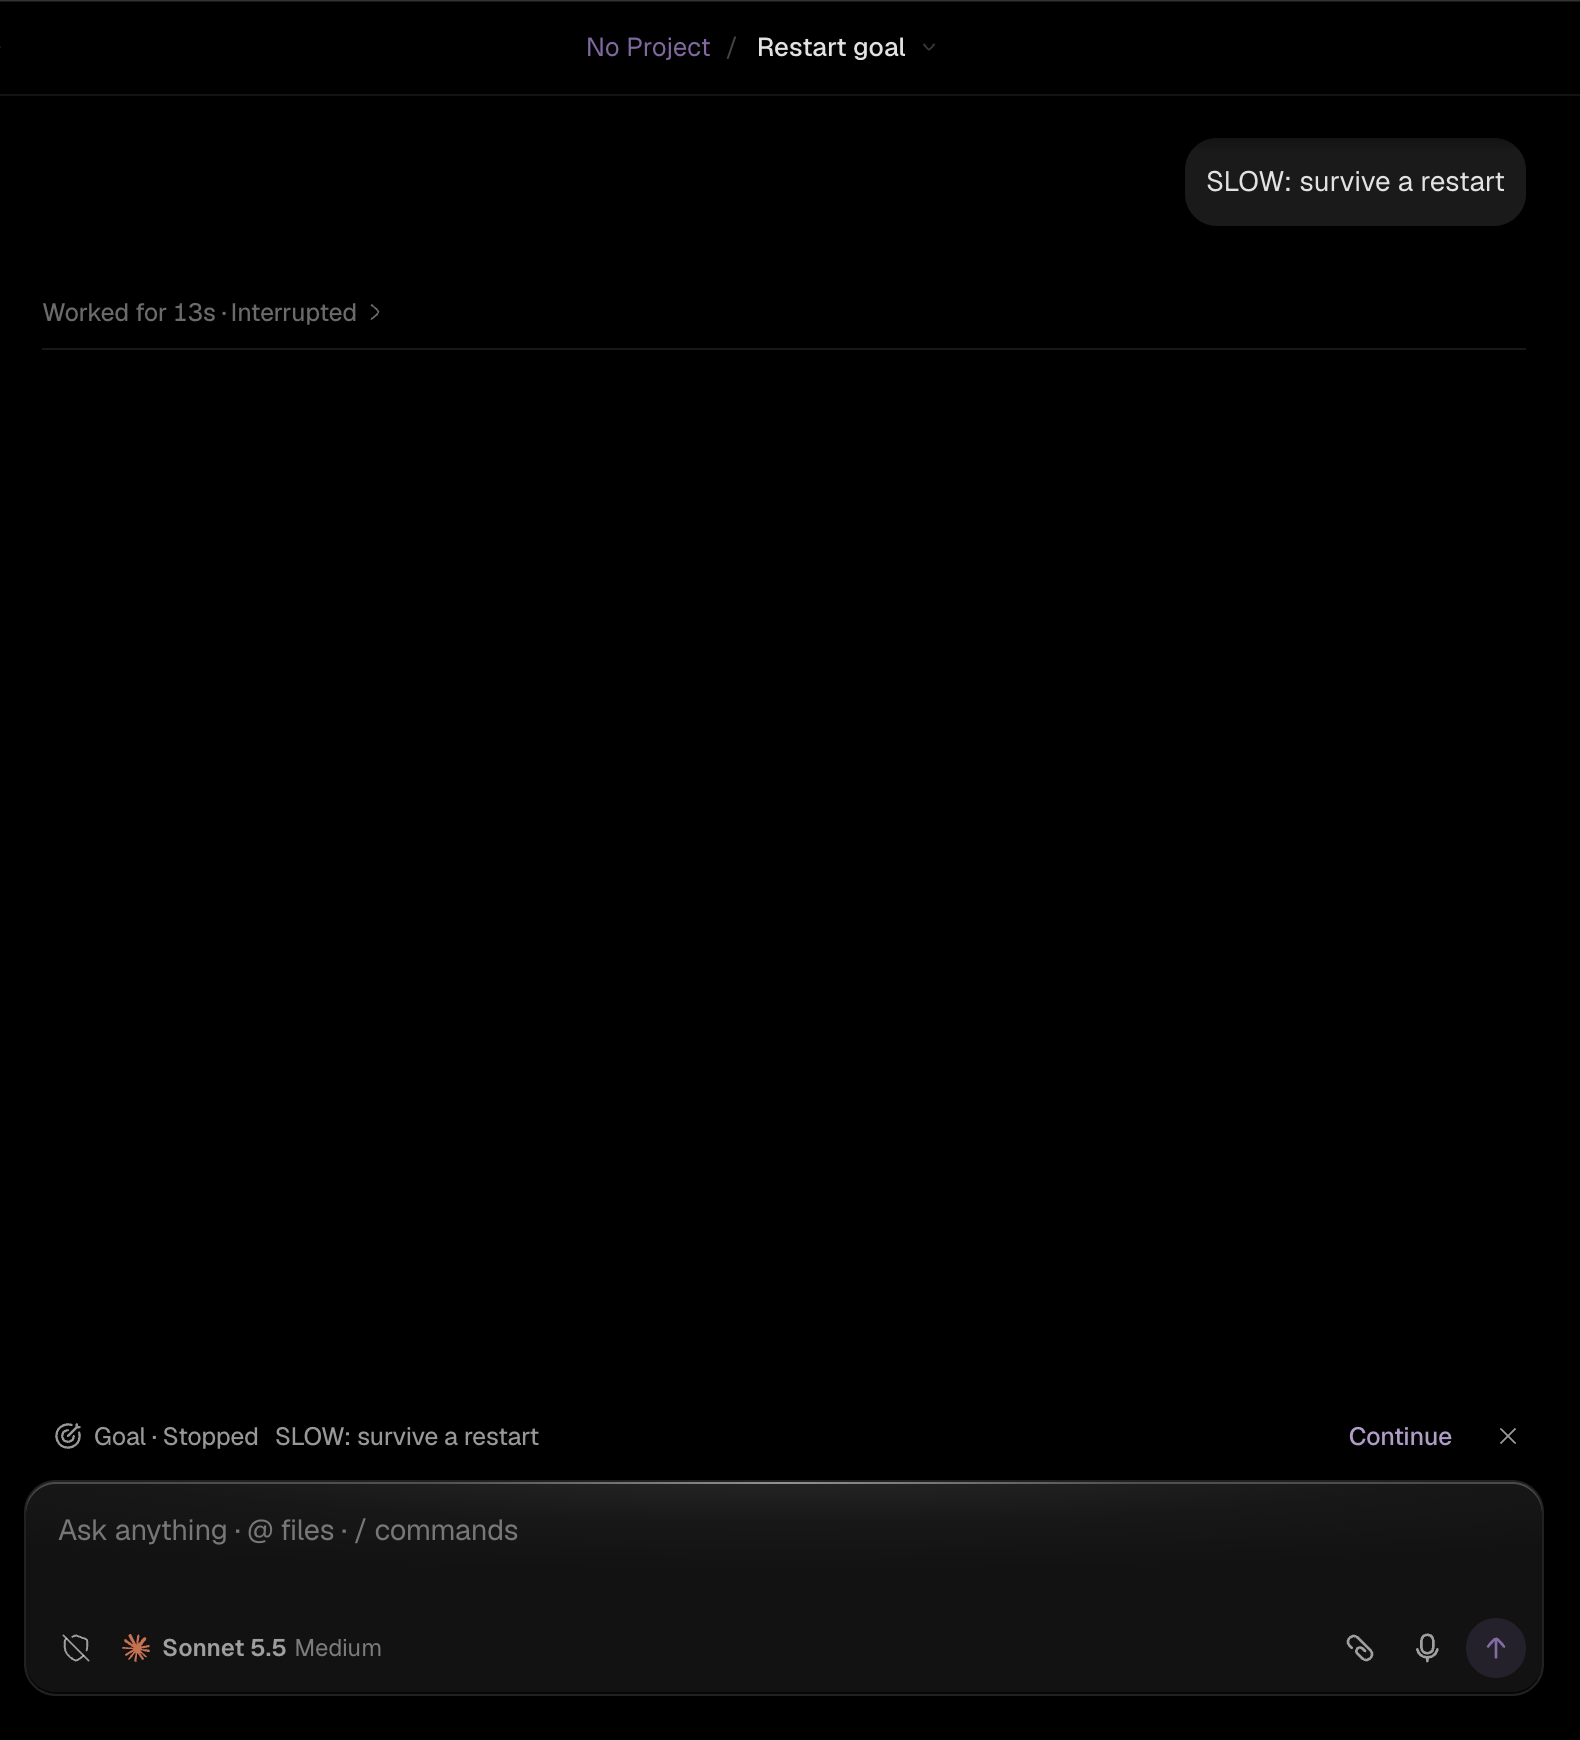 No Project / Restart goal
SLOW: survive a restart
Worked for 13s · Interrupted
Goal · Stopped SLOW: survive a restart Continue
Ask anything · @ files · / commands
Sonnet 5.5 Medium